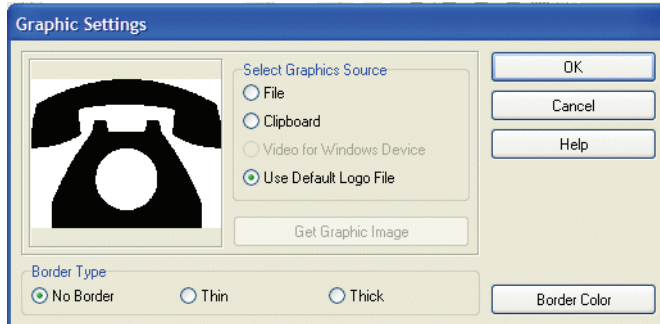 Graphic Settings
Select Graphics Source
File
Clipboard
Video for Windows Device
Use Default Logo File
Get Graphic Image
OK
Cancel
Help
Border Type
No Border Thin Thick
Border Color